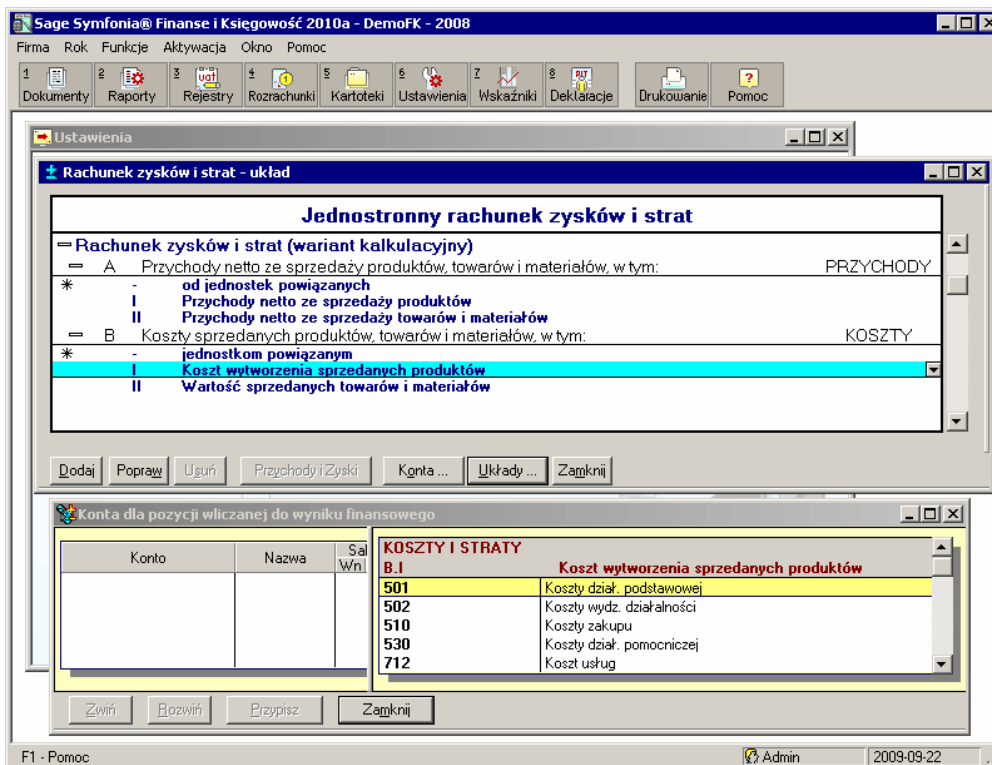 Sage Symfonia® Finanse i Księgowość 2010a - DemoFK - 2008
Firma Rok Funkcje Aktywacja Okno Pomoc
1 2 3 4 5 6 7 8
Dokumenty Raporty Rejestry Rozrachunki Kartoteki Ustawienia Wskaźniki Deklaracje Drukowanie Pomoc
Ustawienia
Rachunek zysków i strat - układ
Jednostronny rachunek zysków i strat
Rachunek zysków i strat (wariant kalkulacyjny)
A Przychody netto ze sprzedaży produktów, towarów i materiałów, w tym: PRZYCHODY
* - od jednostek powiązanych
I Przychody netto ze sprzedaży produktów
II Przychody netto ze sprzedaży towarów i materiałów
B Koszty sprzedanych produktów, towarów i materiałów, w tym: KOSZTY
* - jednostkom powiązanym
I Koszt wytworzenia sprzedanych produktów
II Wartość sprzedanych towarów i materiałów
Dodaj Popraw Usuń Przychody i Zyski Konta ... Układy ... Zamknij
Konta dla pozycji wliczanej do wyniku finansowego
Konto Nazwa Sal
Wn
KOSZTY I STRATY
B.I Koszt wytworzenia sprzedanych produktów
501 Koszty dział. podstawowej
502 Koszty wydz. działalności
510 Koszty zakupu
530 Koszty dział. pomocniczej
712 Koszt usług
Zwiń Rozwiń Przypisz Zamknij
F1 - Pomoc Admin 2009-09-22